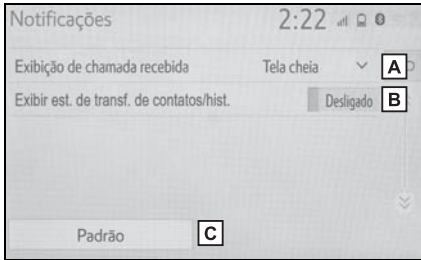 Notificações 2:22
Exibição de chamada recebida Tela cheia A
Exibir est. de transf. de contatos/hist. Desligado B
Padrão C